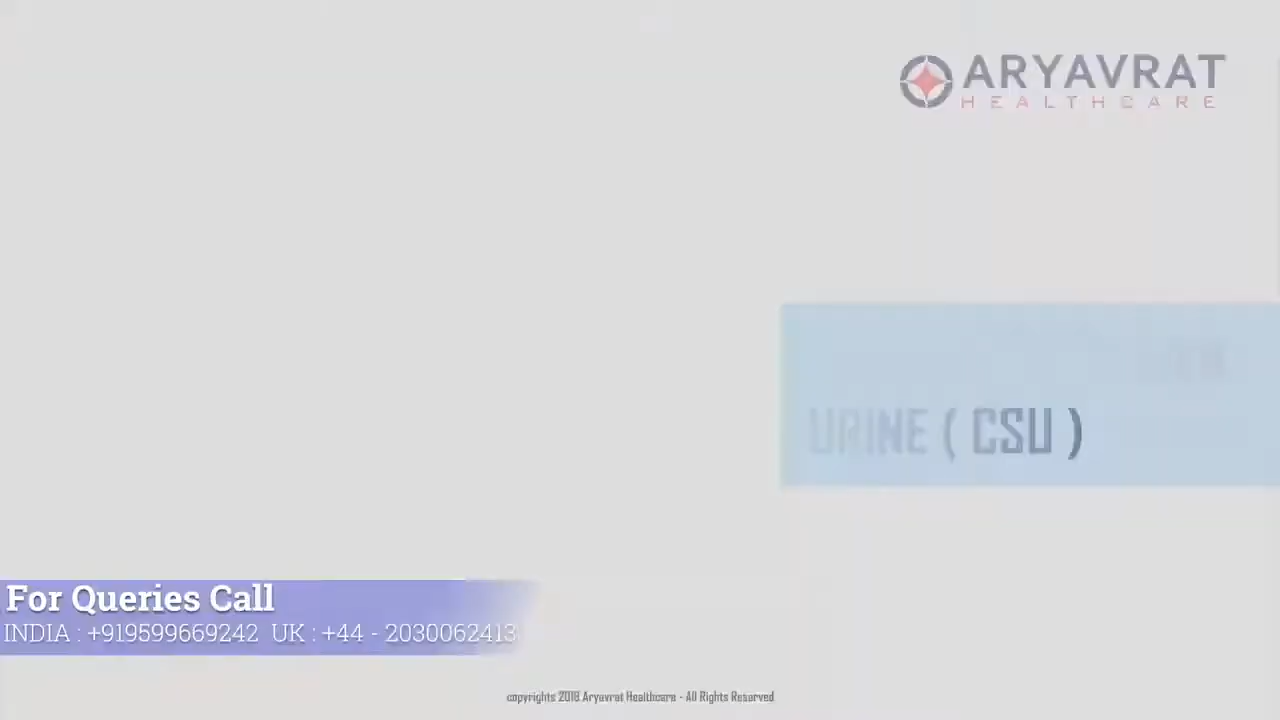 ARYAVRAT
HEALTHCARE
URINE ( CSU )
For Queries Call
INDIA : +919599669242 UK : +44 - 2030062413
copyrights 2018 Aryavrat Healthcare - All Rights Reserved